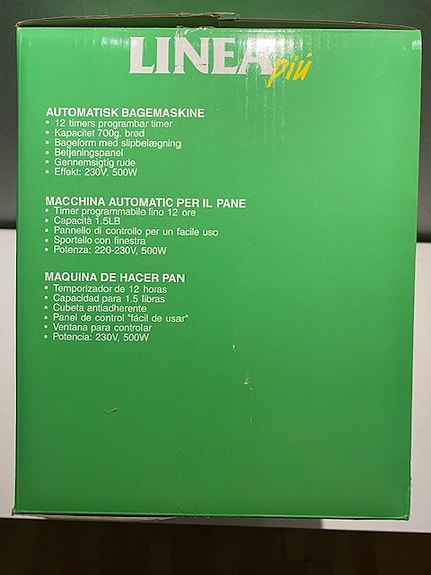 LINEA più
AUTOMATISK BAGEMASKINE
• 12 timers programbar timer
• Kapacitet 700g. brød
• Bageform med slipbelægning
• Betjeningspanel
• Gennemsigtig rude
• Effekt: 230V, 500W
MACCHINA AUTOMATIC PER IL PANE
• Timer programmabile fino 12 ore
• Capacità 1.5LB
• Pannello di controllo per un facile uso
• Sportello con finestra
• Potenza: 220-230V, 500W
MAQUINA DE HACER PAN
• Temporizador de 12 horas
• Capacidad para 1.5 libras
• Cubeta antiadherente
• Panel de control "fácil de usar"
• Ventana para controlar
• Potencia: 230V, 500W